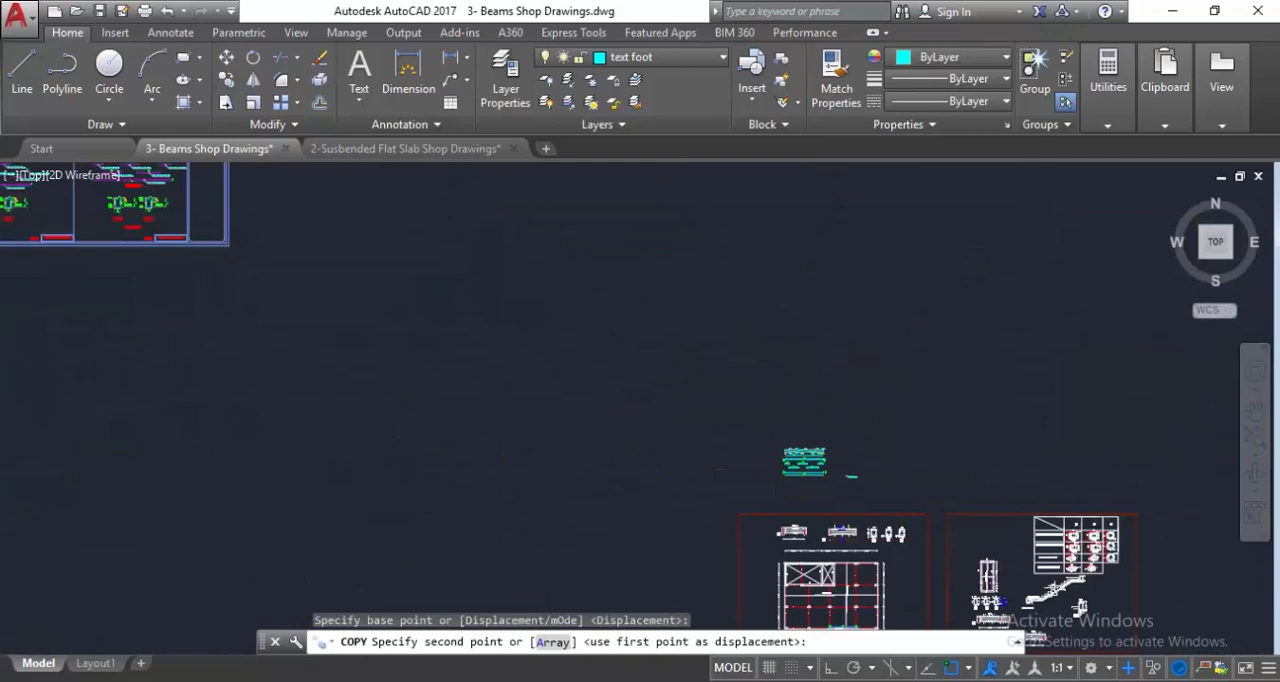 Autodesk AutoCAD 2017 3- Beams Shop Drawings.dwg
Type a keyword or phrase
Sign In
Home Insert Annotate Parametric View Manage Output Add-ins A360 Express Tools Featured Apps BIM 360 Performance
Line Polyline Circle Arc
Draw
Modify
Text Dimension
Annotation
Layer Properties
text foot
Layers
Insert
Block
Match Properties
ByLayer
ByLayer
ByLayer
Properties
Group
Groups
Utilities
Clipboard
View
Start 3- Beams Shop Drawings* 2-Susbended Flat Slab Shop Drawings*
[−][Top][2D Wireframe]
N
W TOP E
S
WCS
Specify base point or [Displacement/mOde] <Displacement>:
COPY Specify second point or [Array] <use first point as displacement>:
Activate Windows
Settings to activate Windows.
Model Layout1
MODEL 1:1